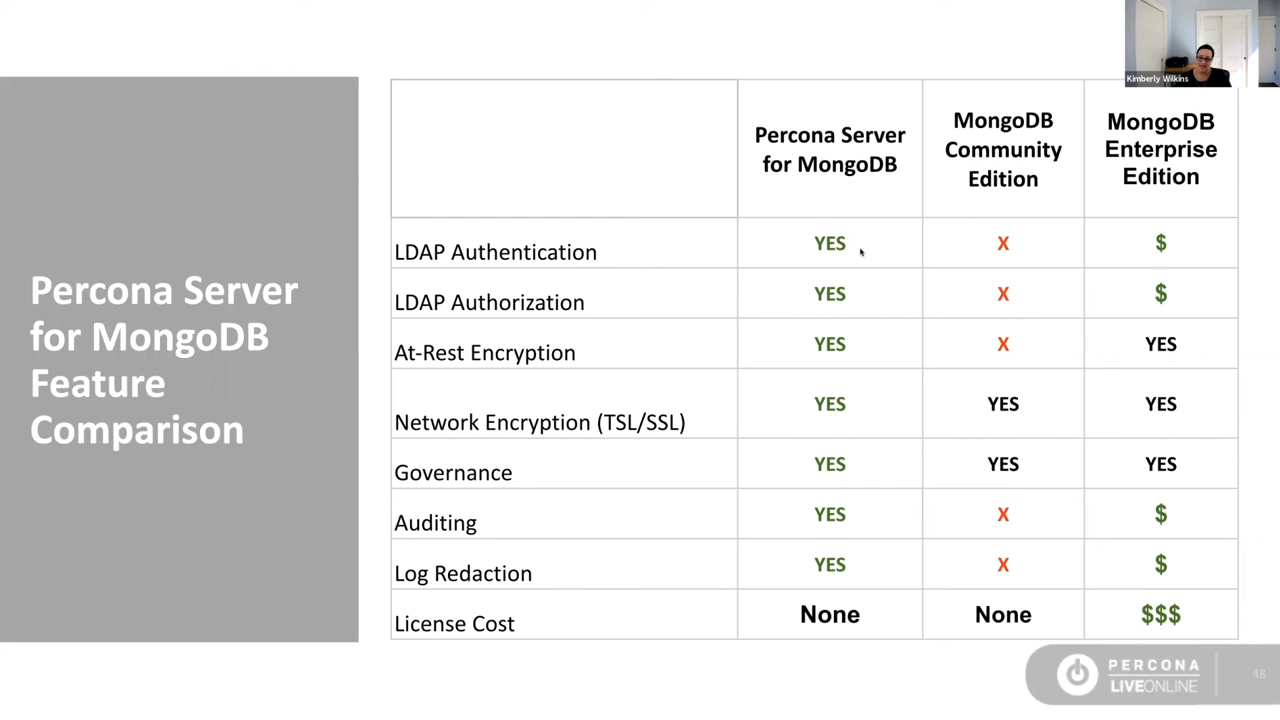 Kimberly Wilkins
Percona Server
for MongoDB
Feature
Comparison
Percona Server
for MongoDB
MongoDB
Community
Edition
MongoDB
Enterprise
Edition
LDAP Authentication YES X $
LDAP Authorization YES X $
At-Rest Encryption YES X YES
Network Encryption (TSL/SSL) YES YES YES
Governance YES YES YES
Auditing YES X $
Log Redaction YES X $
License Cost None None $$$
PERCONA
LIVEONLINE
48